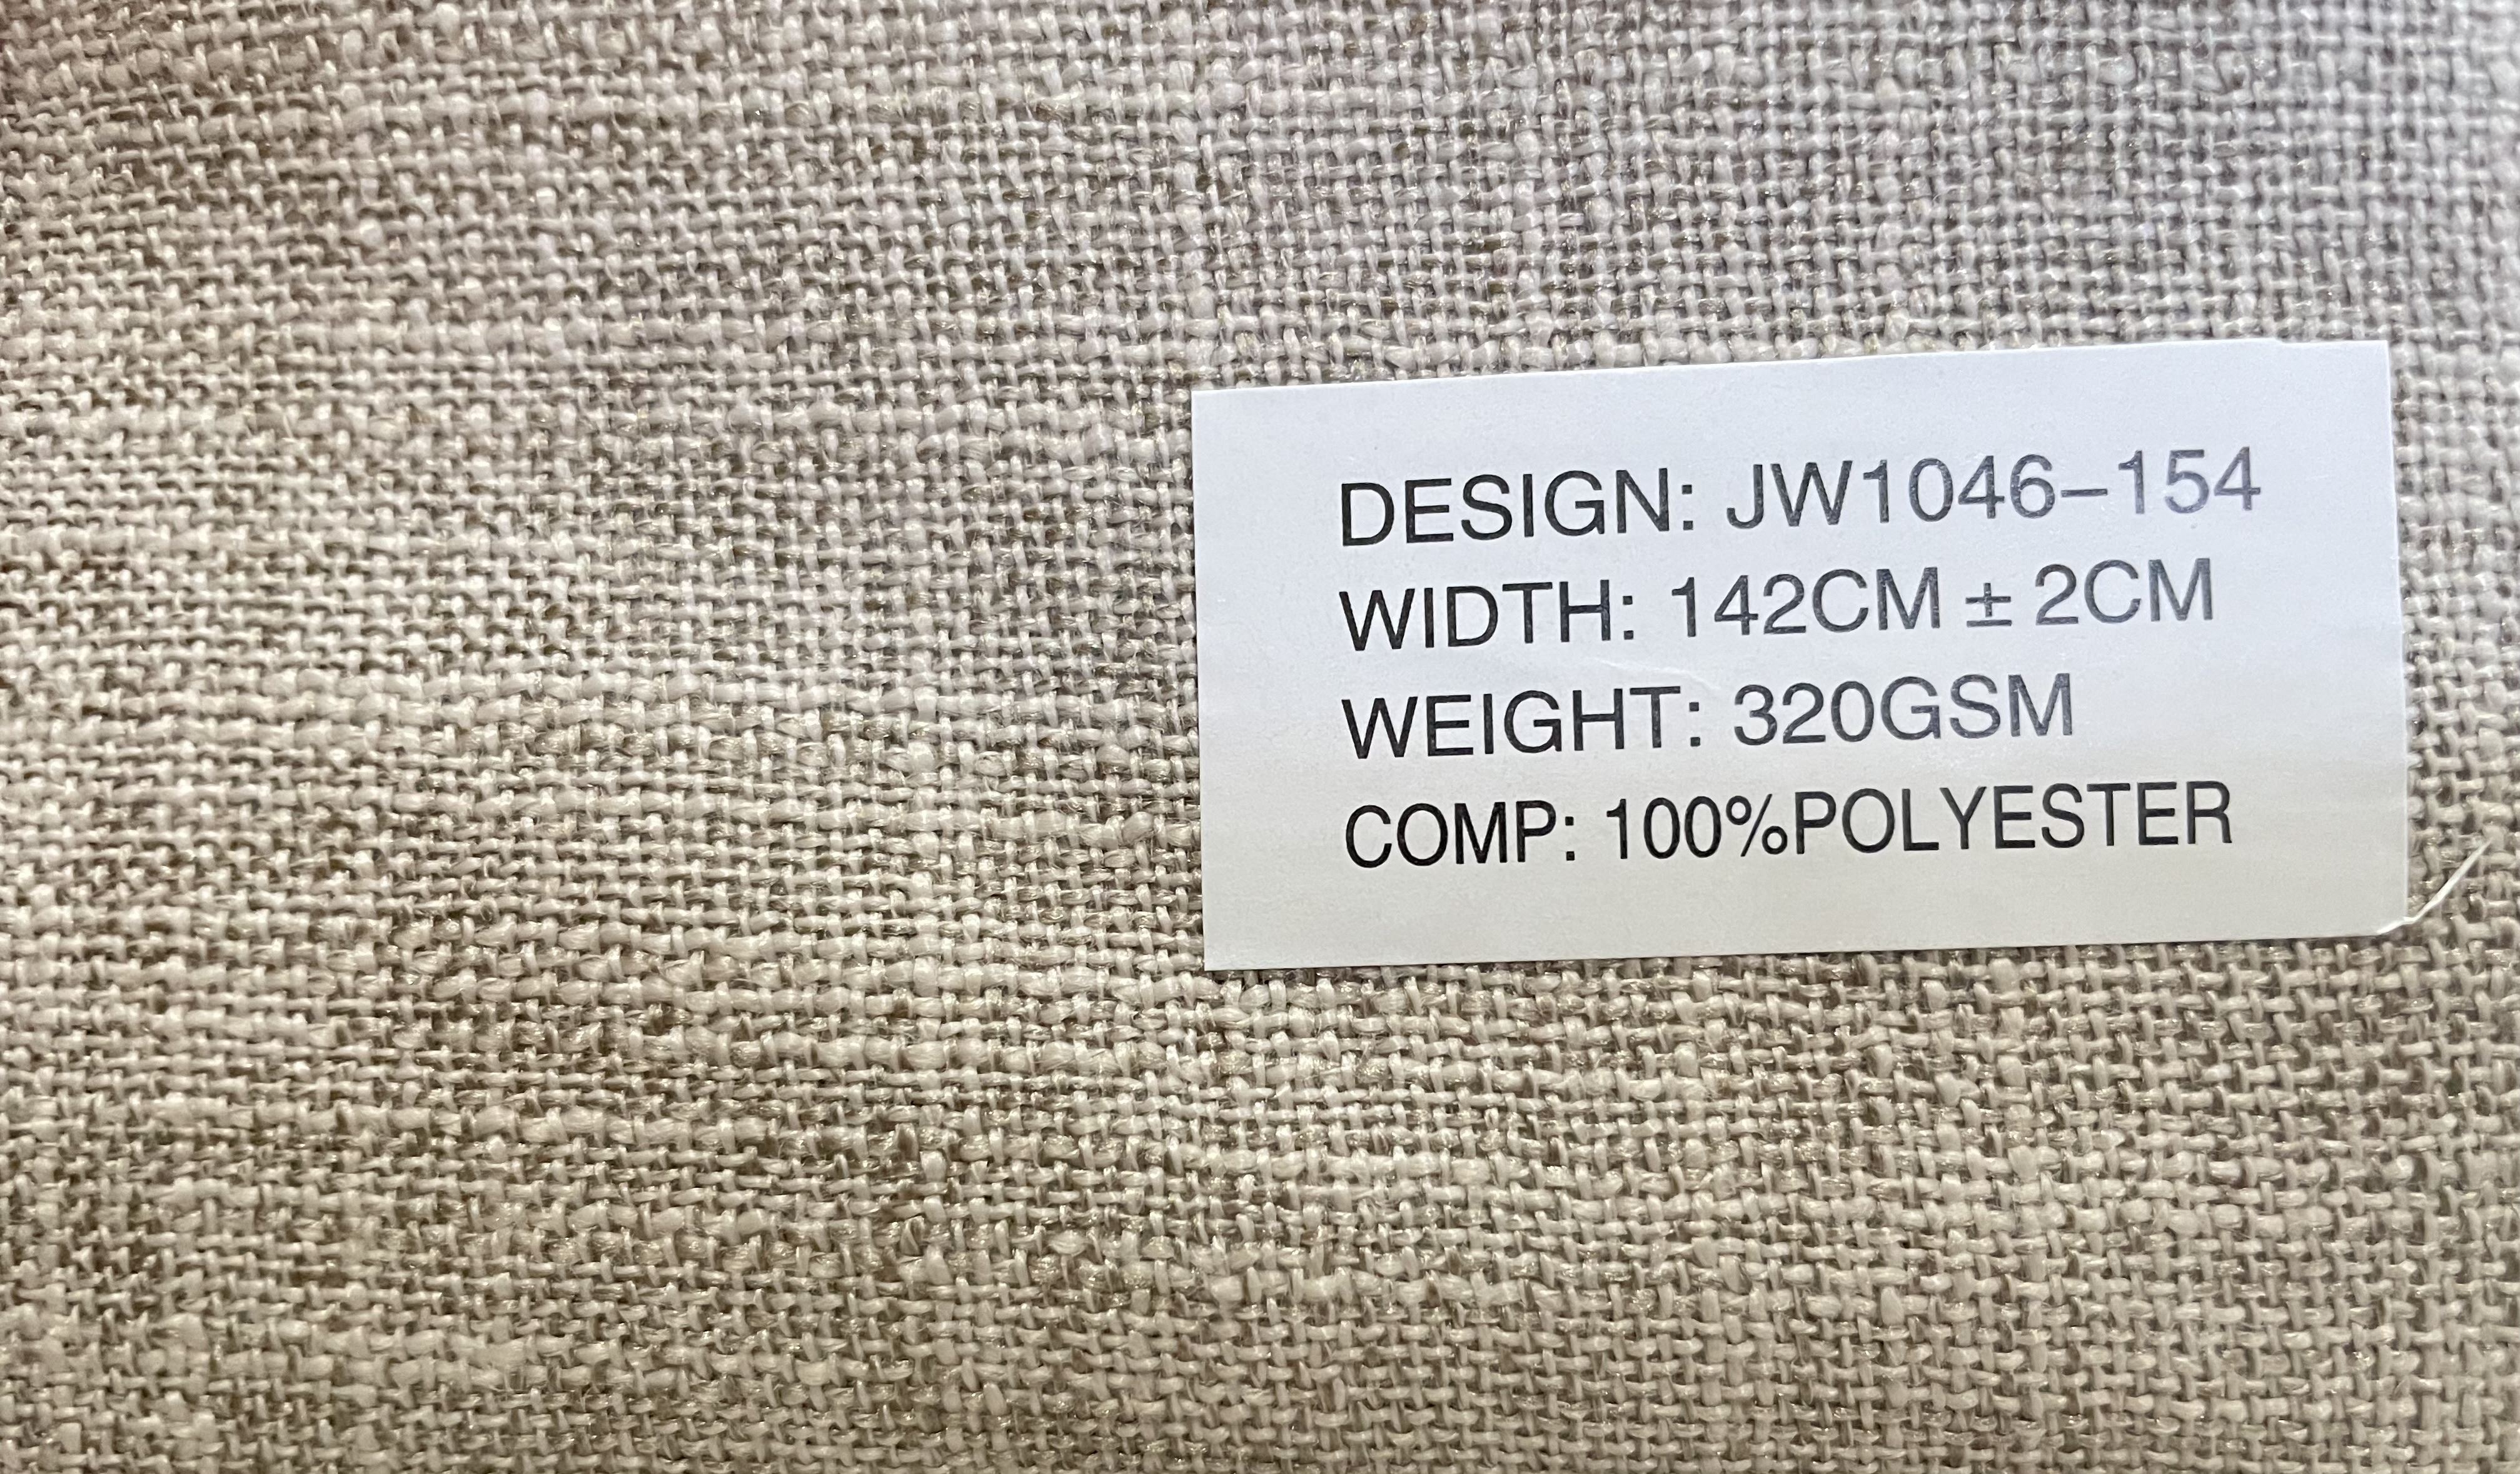 DESIGN: JW1046–154
WIDTH: 142CM ± 2CM
WEIGHT: 320GSM
COMP: 100%POLYESTER